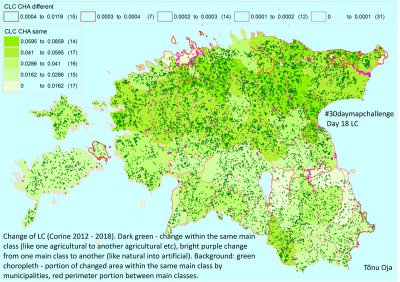 CLC CHA different
0.0004 to 0.0118 (15)
0.0003 to 0.0004 (7)
0.0002 to 0.0003 (14)
0.0001 to 0.0002 (12)
0 to 0.0001 (31)
CLC CHA same
0.0595 to 0.0859 (14)
0.041 to 0.0595 (17)
0.0286 to 0.041 (16)
0.0162 to 0.0286 (15)
0 to 0.0162 (17)
#30daymapchallenge
Day 18 LC
Change of LC (Corine 2012 - 2018). Dark green - change within the same main
class (like one agricultural to another agricultural etc), bright purple change
from one main class to another (like natural into artificial). Background: green
choropleth - portion of changed area within the same main class by
municipalities, red perimeter portion between main classes.
Tõnu Oja